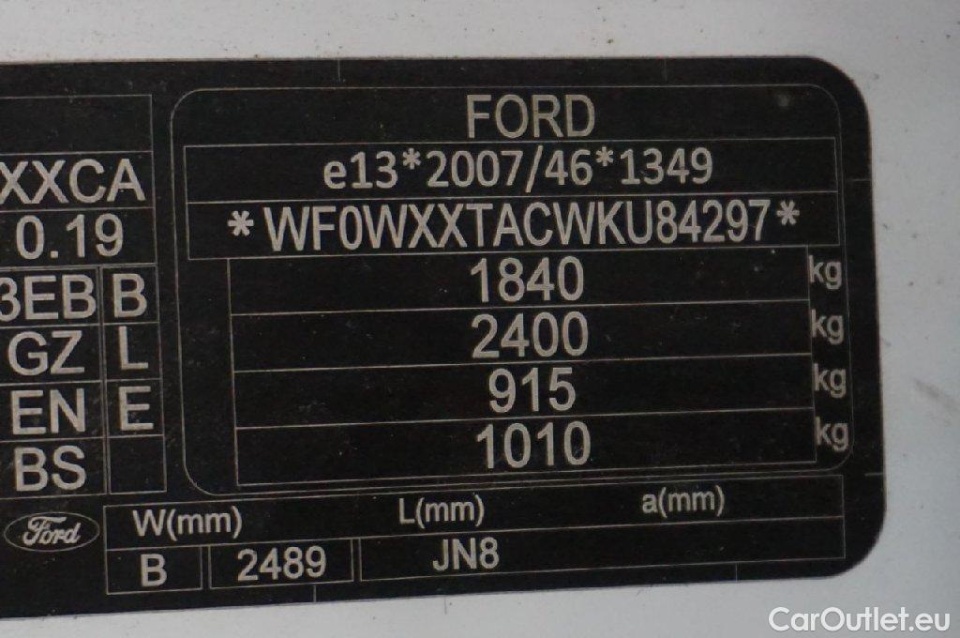 FORD
e13*2007/46*1349
*WF0WXXTACWKU84297*
1840 kg
2400 kg
915 kg
1010 kg
XXCA
0.19
3EB B
GZ L
EN E
BS
Ford
W(mm) L(mm) a(mm)
B 2489 JN8
CarOutlet.eu